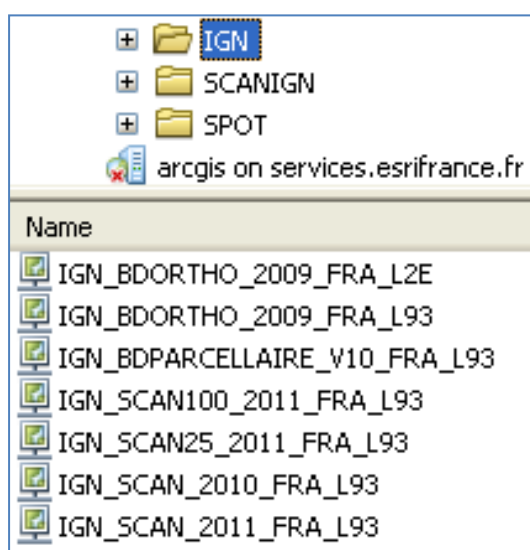 IGN
SCANIGN
SPOT
arcgis on services.esrifrance.fr
Name
IGN_BDORTHO_2009_FRA_L2E
IGN_BDORTHO_2009_FRA_L93
IGN_BDPARCELLAIRE_V10_FRA_L93
IGN_SCAN100_2011_FRA_L93
IGN_SCAN25_2011_FRA_L93
IGN_SCAN_2010_FRA_L93
IGN_SCAN_2011_FRA_L93